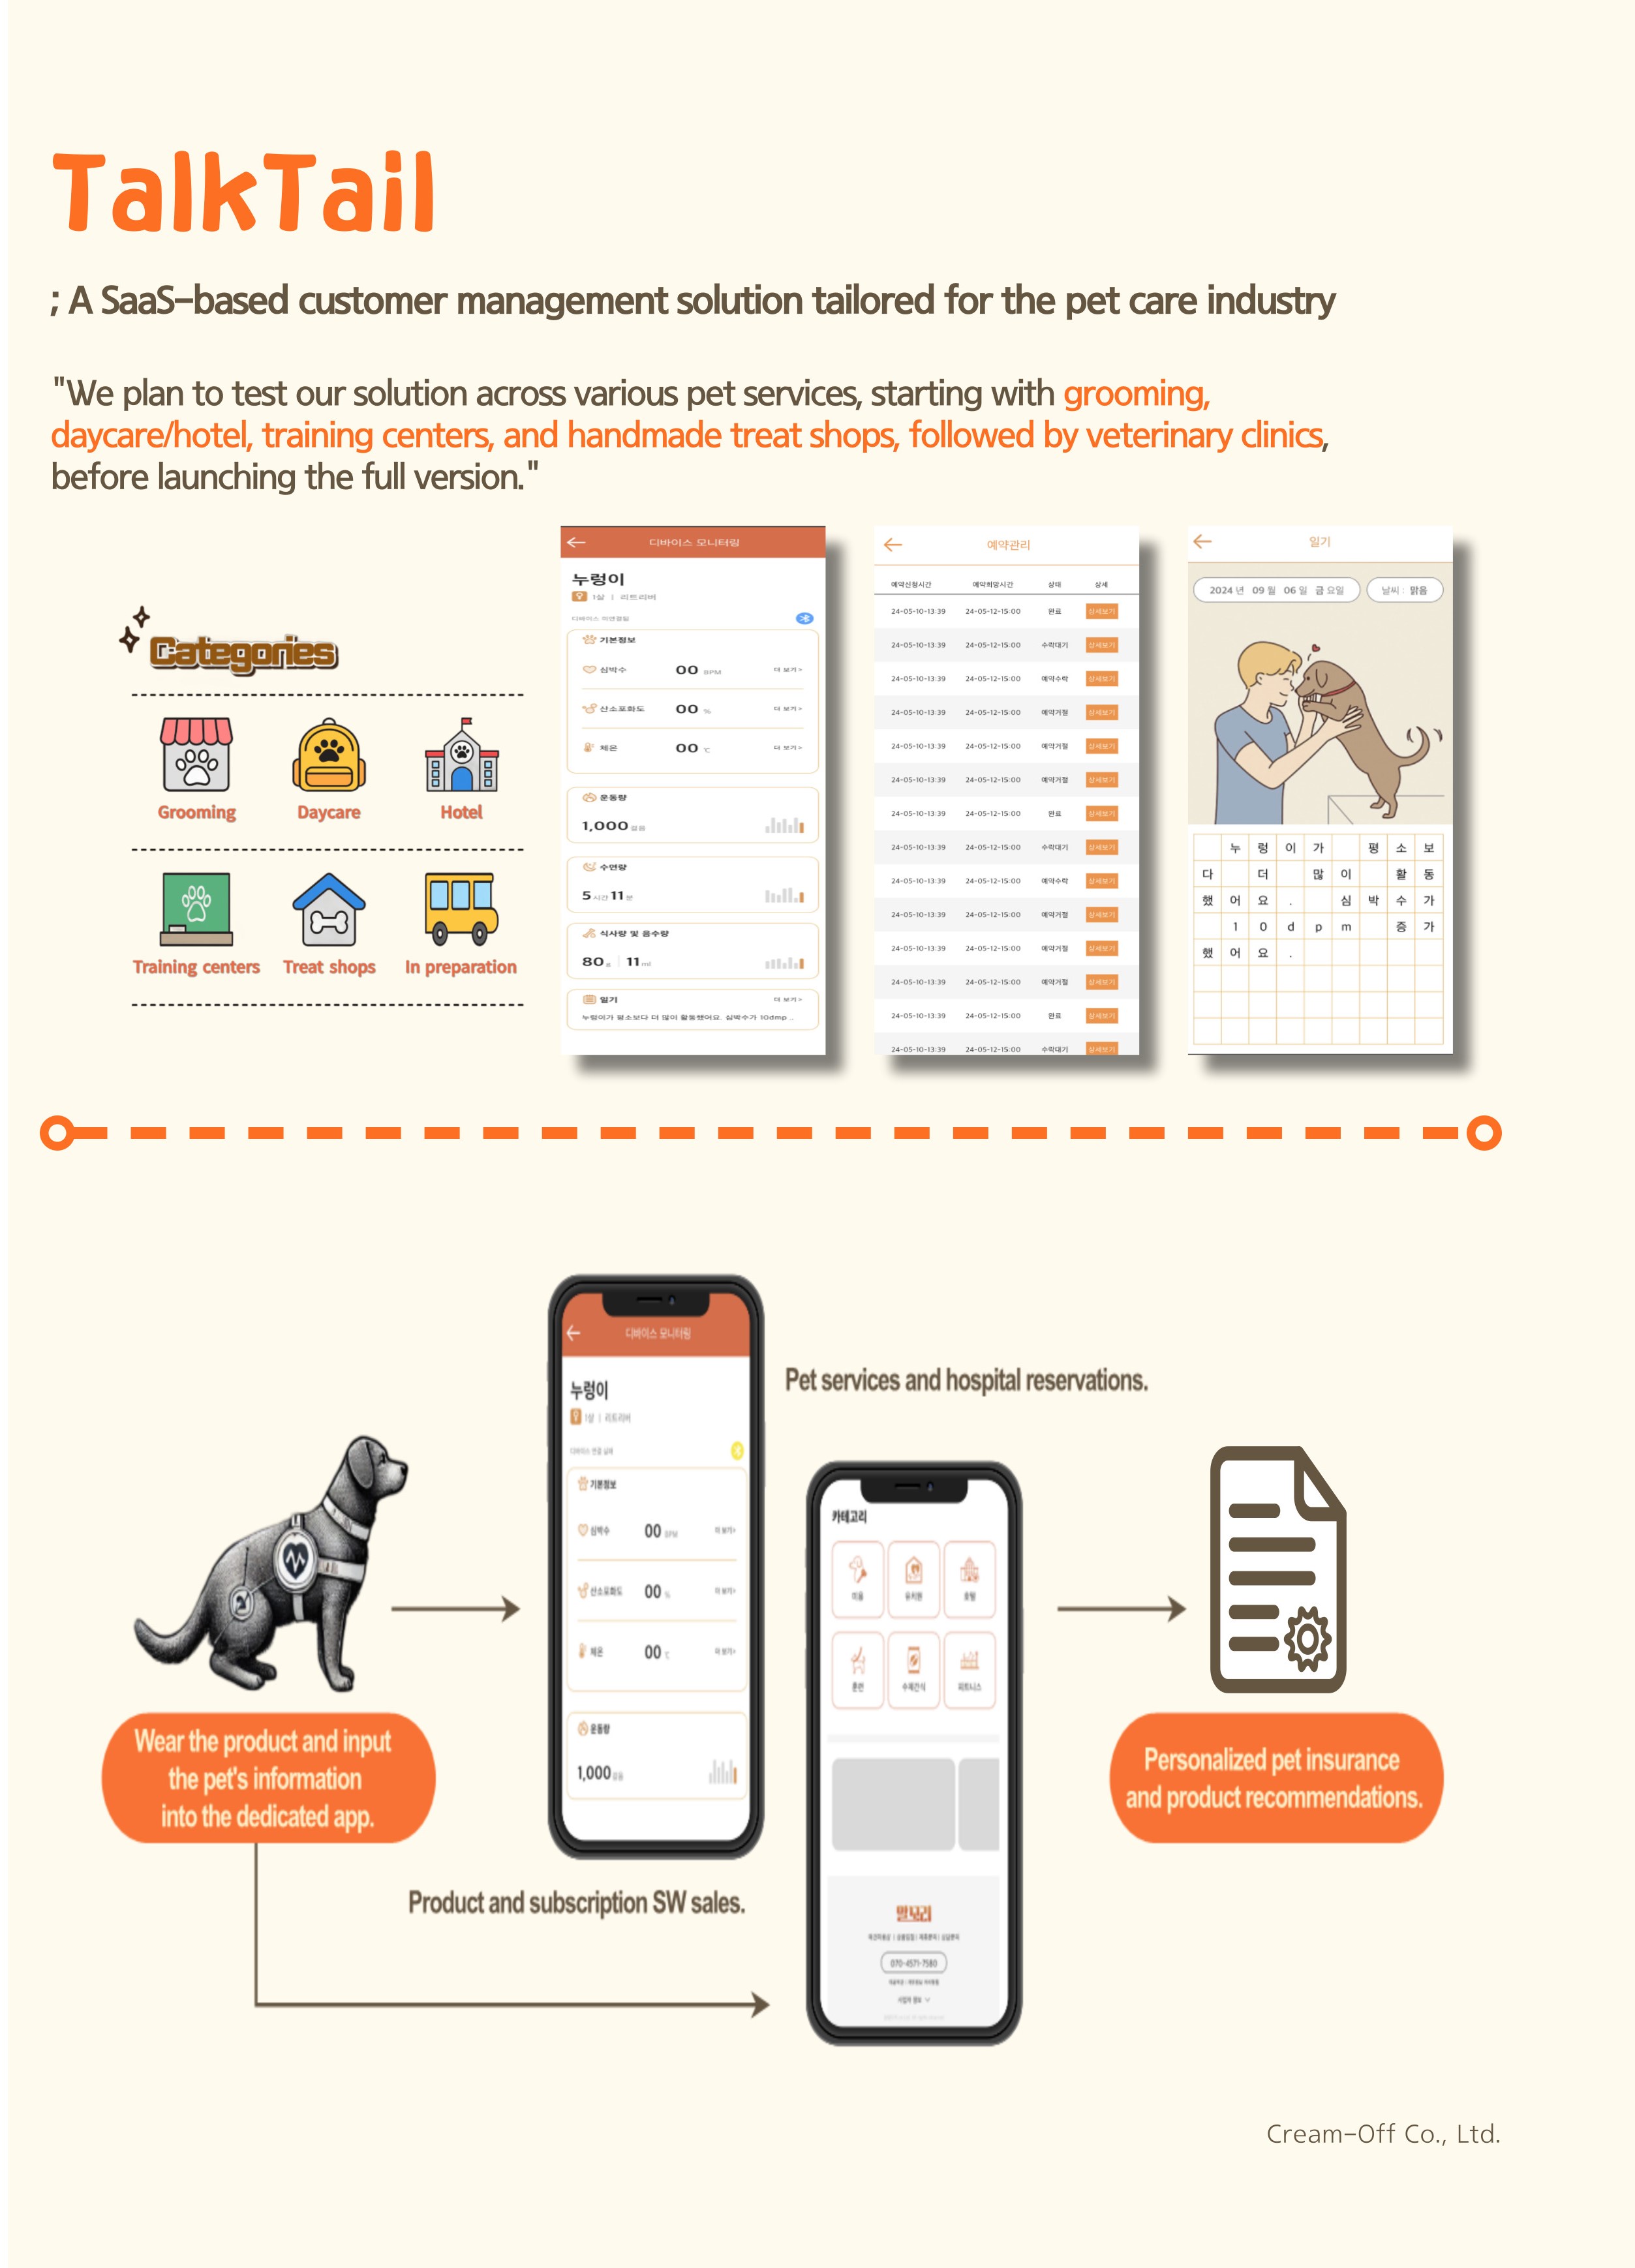 TalkTail
; A SaaS-based customer management solution tailored for the pet care industry
"We plan to test our solution across various pet services, starting with grooming,
daycare/hotel, training centers, and handmade treat shops, followed by veterinary clinics,
before launching the full version."
Categories
Grooming Daycare Hotel
Training centers Treat shops In preparation
디바이스 모니터링
누렁이
1살 | 리트리버
기본정보
심박수 00 BPM 더 보기>
산소포화도 00 % 더 보기>
체온 00 ℃ 더 보기>
운동량
1,000 걸음
수면량
5 시간 11 분
식사량 및 음수량
80 g 11 ml
일기 더 보기>
누렁이가 평소보다 더 많이 활동했어요. 심박수가 10dmp ..
예약관리
예약신청시간 예약희망시간 상태 상세
24-05-10-13:39 24-05-12-15:00 완료 상세보기
24-05-10-13:39 24-05-12-15:00 수락대기 상세보기
24-05-10-13:39 24-05-12-15:00 예약수락 상세보기
24-05-10-13:39 24-05-12-15:00 예약거절 상세보기
24-05-10-13:39 24-05-12-15:00 예약거절 상세보기
24-05-10-13:39 24-05-12-15:00 예약거절 상세보기
24-05-10-13:39 24-05-12-15:00 완료 상세보기
24-05-10-13:39 24-05-12-15:00 수락대기 상세보기
24-05-10-13:39 24-05-12-15:00 예약수락 상세보기
24-05-10-13:39 24-05-12-15:00 예약거절 상세보기
24-05-10-13:39 24-05-12-15:00 예약거절 상세보기
24-05-10-13:39 24-05-12-15:00 예약거절 상세보기
24-05-10-13:39 24-05-12-15:00 완료 상세보기
24-05-10-13:39 24-05-12-15:00 수락대기 상세보기
일기
2024 년 09 월 06 일 금 요일 날씨 : 맑음
누렁이가 평소보
다 더 많이 활동
했어요. 심박수가
10dpm 증가
했어요.
디바이스 모니터링
누렁이
1살 | 리트리버
디바이스 연결 실패
기본정보
심박수 00 BPM 더 보기>
산소포화도 00 % 더 보기>
체온 00 ℃ 더 보기>
운동량
1,000 걸음
Pet services and hospital reservations.
카테고리
미용 유치원 호텔
훈련 수제간식 피트니스
070-4571-7580
사업자 정보
Wear the product and input
the pet's information
into the dedicated app.
Product and subscription SW sales.
Personalized pet insurance
and product recommendations.
Cream-Off Co., Ltd.